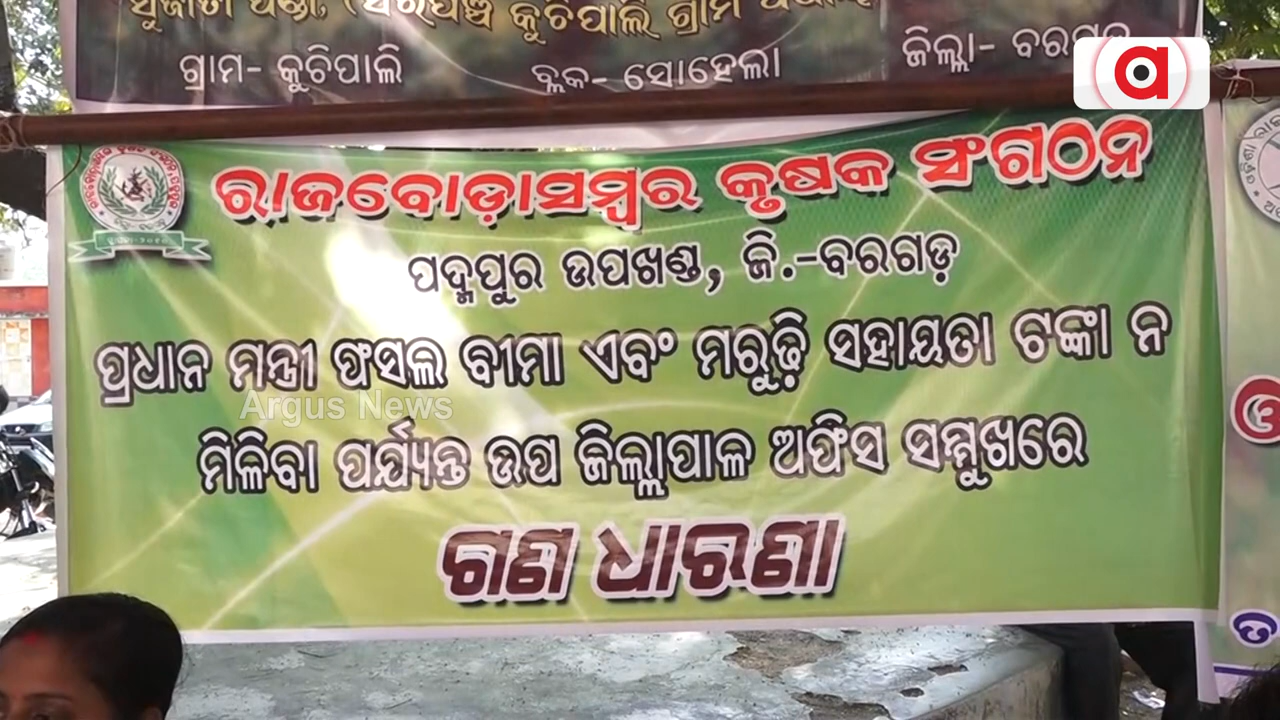 କୁଚିପାଲି ଗ୍ରାମ
ଗ୍ରାମ- କୁଚିପାଲି ବ୍ଲକ- ସୋହେଲା ଜିଲ୍ଲା-
ରାଜବୋଡ଼ାସମ୍ବର କୃଷକ ସଂଗଠନ
ପଦ୍ମପୁର ଉପଖଣ୍ଡ, ଜି.-ବରଗଡ଼
ପ୍ରଧାନ ମନ୍ତ୍ରୀ ଫସଲ ବୀମା ଏବଂ ମରୁଢ଼ି ସହାୟତା ଟଙ୍କା ନ
ମିଳିବା ପର୍ଯ୍ୟନ୍ତ ଉପ ଜିଲ୍ଲାପାଳ ଅଫିସ ସମ୍ମୁଖରେ
ଗଣ ଧାରଣା
Argus News